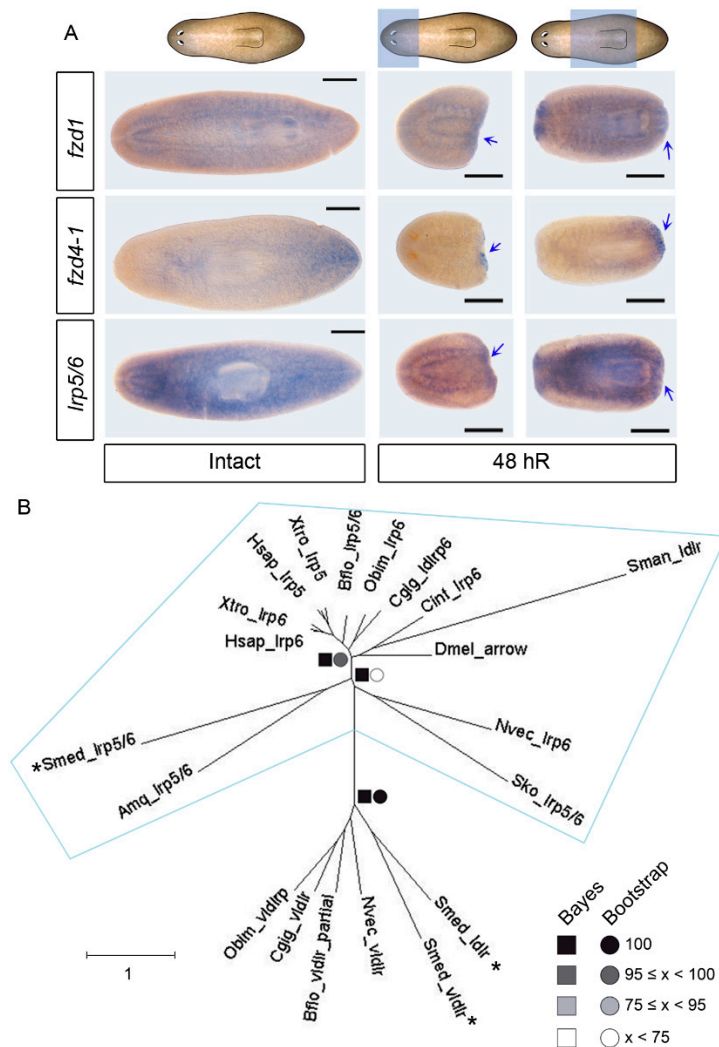 A
fzd1
fzd4-1
lrp5/6
Intact
48 hR
B
Xtro_lrp5
Hsap_lrp5
Bflo_lrp5/6
Obim_lrp6
Cgig_ldlrp6
Cint_lrp6
Sman_ldlr
Xtro_lrp6
Hsap_lrp6
Dmel_arrow
*Smed_lrp5/6
Amq_lrp5/6
Nvec_lrp6
Sko_lrp5/6
Obim_vldlrp
Cgig_vldlr
Bflo_vldlr_partial
Nvec_vldlr
Smed_vldlr*
Smed_ldlr*
1
Bayes
Bootstrap
100
95 ≤ x < 100
75 ≤ x < 95
x < 75